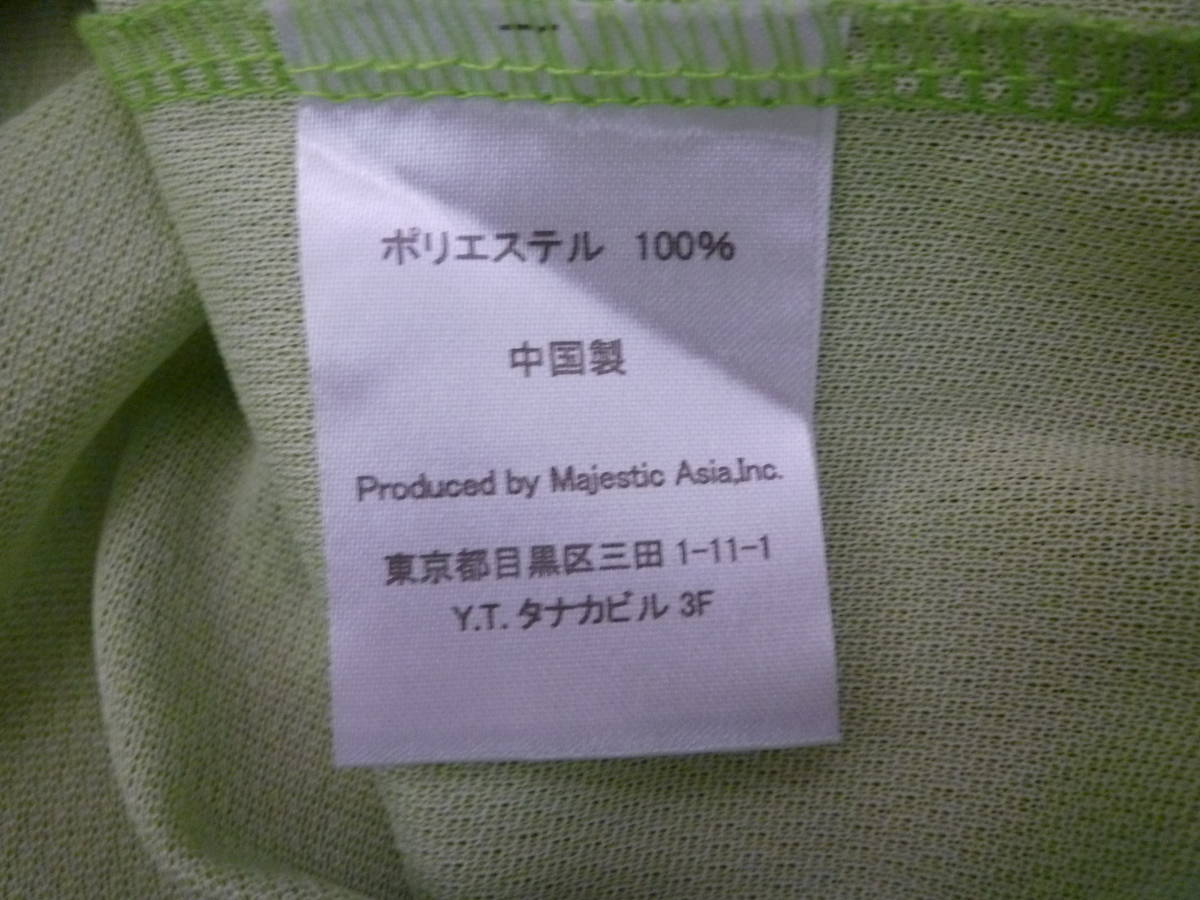 ポリエステル 100%
中国製
Produced by Majestic Asia,Inc.
東京都目黒区三田 1-11-1
Y.T. タナカビル 3F